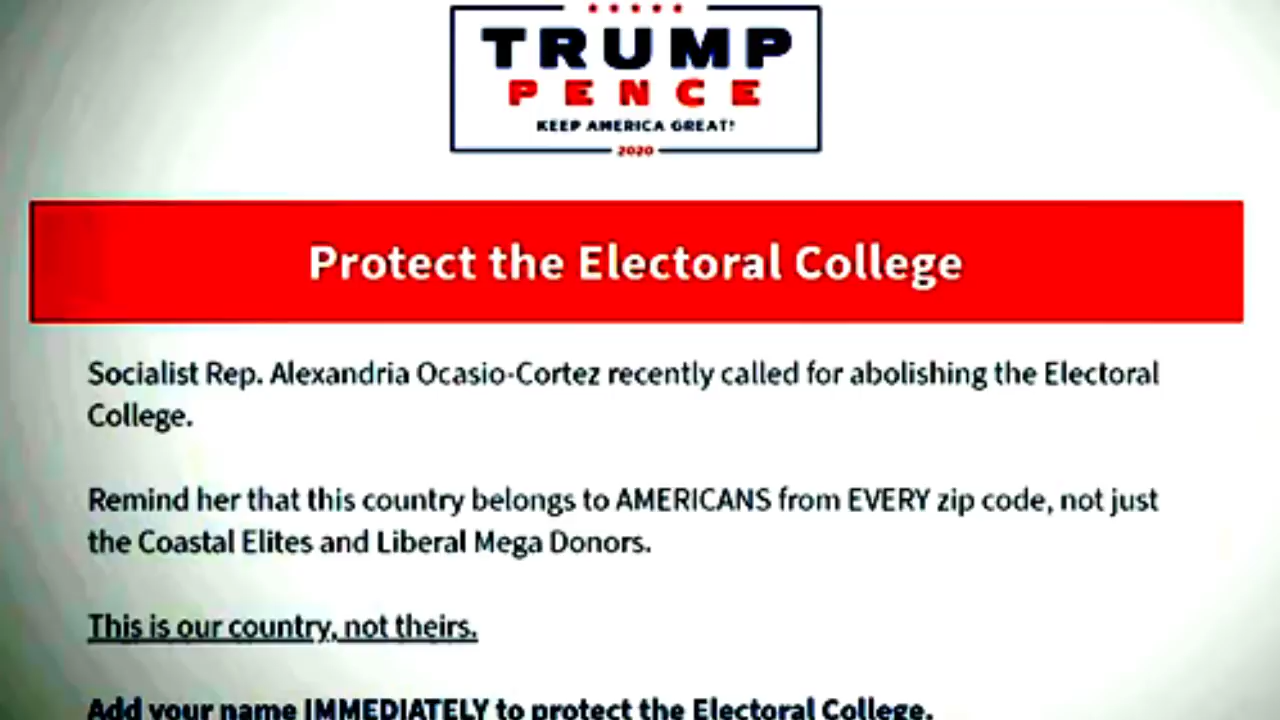 TRUMP
PENCE
KEEP AMERICA GREAT!
2020
Protect the Electoral College
Socialist Rep. Alexandria Ocasio-Cortez recently called for abolishing the Electoral
College.
Remind her that this country belongs to AMERICANS from EVERY zip code, not just
the Coastal Elites and Liberal Mega Donors.
This is our country, not theirs.
Add your name IMMEDIATELY to protect the Electoral College.